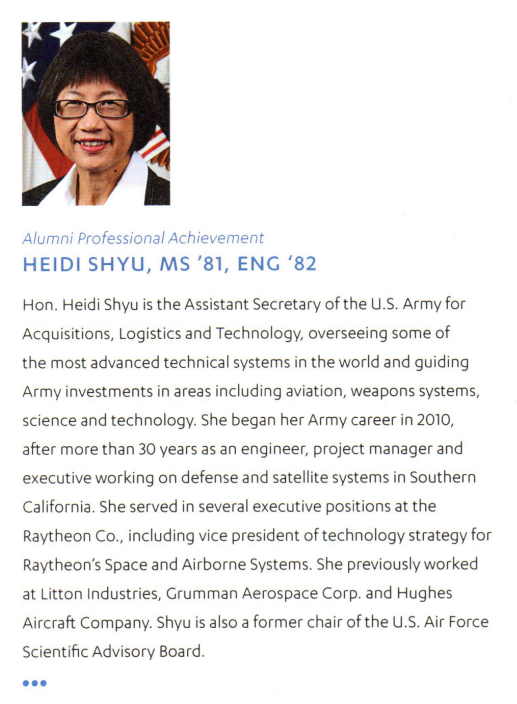 Alumni Professional Achievement
HEIDI SHYU, MS ’81, ENG ‘82
Hon. Heidi Shyu is the Assistant Secretary of the U.S. Army for
Acquisitions, Logistics and Technology, overseeing some of
the most advanced technical systems in the world and guiding
Army investments in areas including aviation, weapons systems,
science and technology. She began her Army career in 2010,
after more than 30 years as an engineer, project manager and
executive working on defense and satellite systems in Southern
California. She served in several executive positions at the
Raytheon Co., including vice president of technology strategy for
Raytheon’s Space and Airborne Systems. She previously worked
at Litton Industries, Grumman Aerospace Corp. and Hughes
Aircraft Company. Shyu is also a former chair of the U.S. Air Force
Scientific Advisory Board.